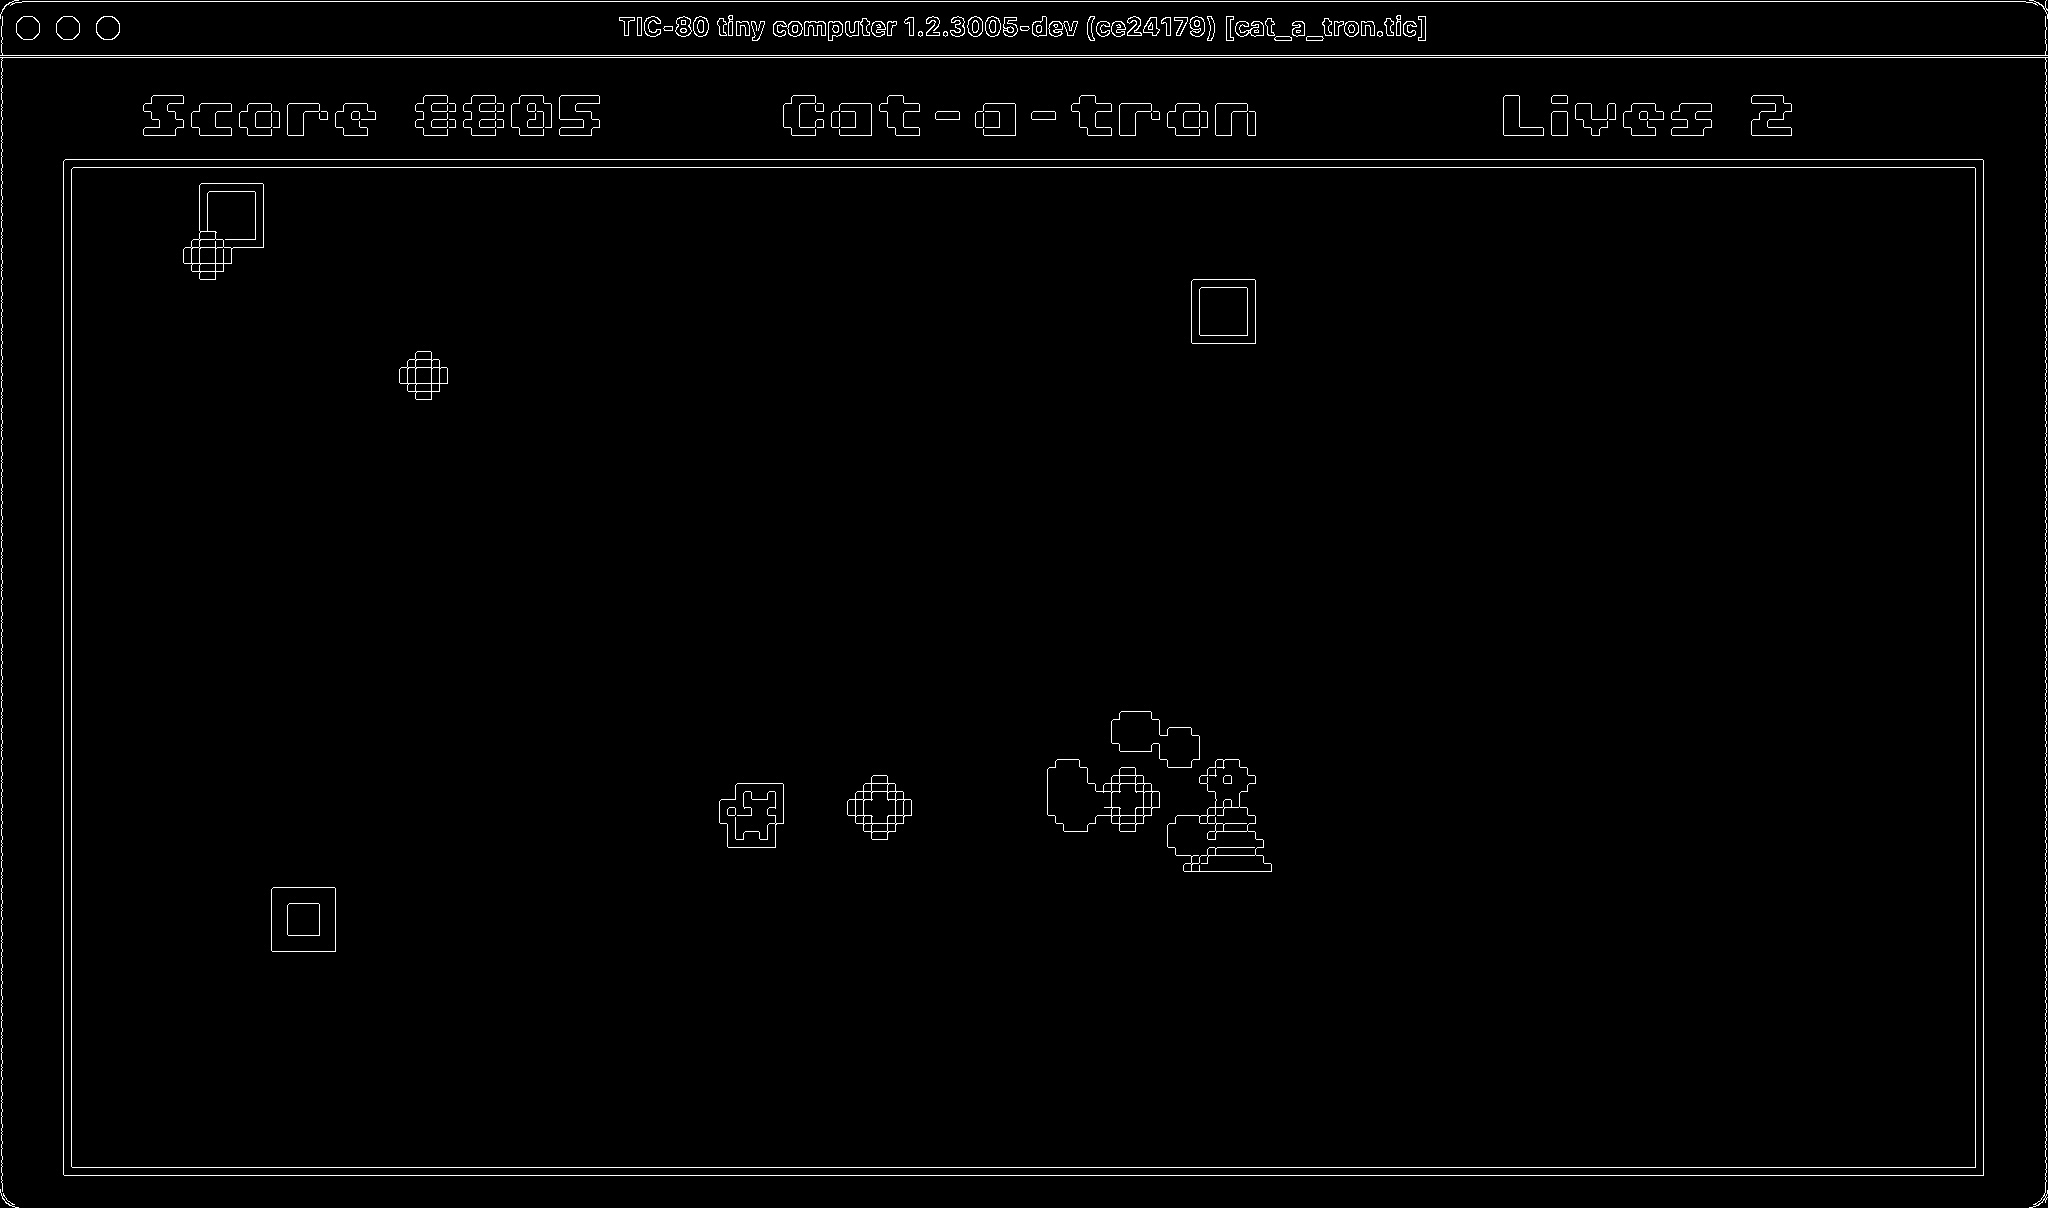 TIC-80 tiny computer 1.2.3005-dev (ce24179) [cat_a_tron.tic]
Score 8805 Cat-a-tron Lives 2